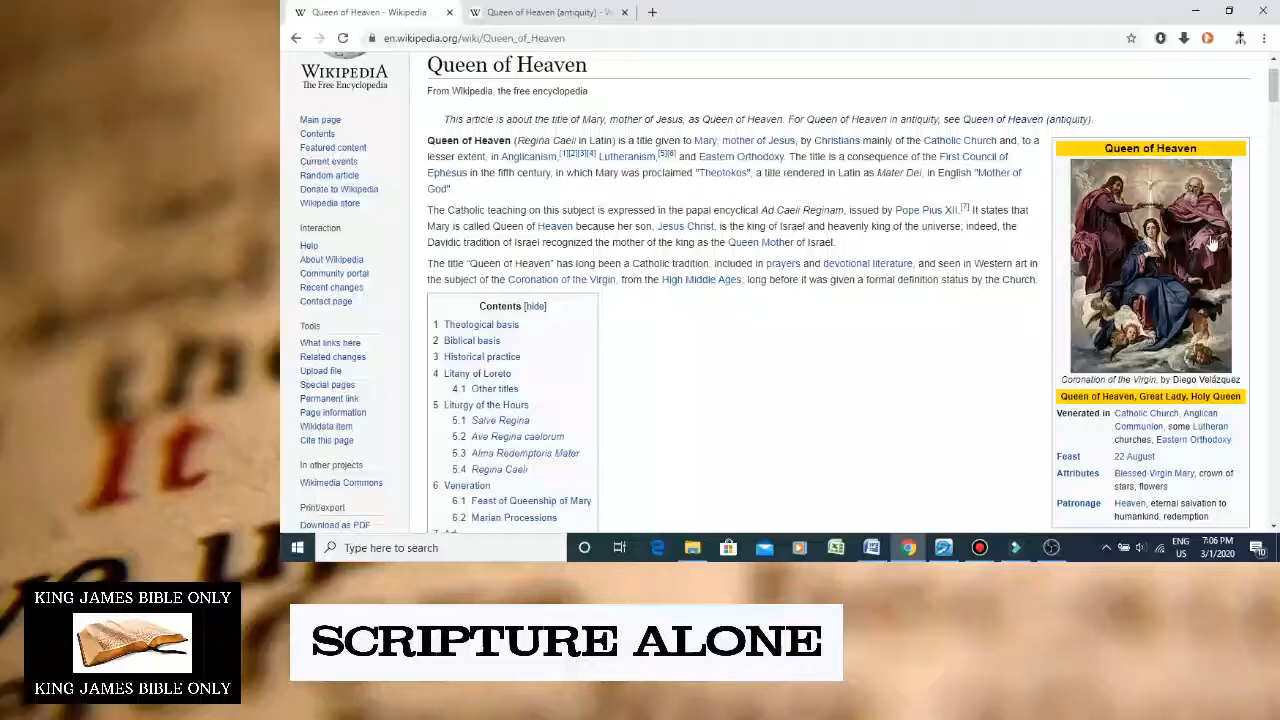 Queen of Heaven - Wikipedia
Queen of Heaven (antiquity) - W
en.wikipedia.org/wiki/Queen_of_Heaven
WIKIPEDIA
The Free Encyclopedia
Main page
Contents
Featured content
Current events
Random article
Donate to Wikipedia
Wikipedia store
Interaction
Help
About Wikipedia
Community portal
Recent changes
Contact page
Tools
What links here
Related changes
Upload file
Special pages
Permanent link
Page information
Wikidata item
Cite this page
In other projects
Wikimedia Commons
Print/export
Download as PDF
Queen of Heaven
From Wikipedia, the free encyclopedia
This article is about the title of Mary, mother of Jesus, as Queen of Heaven. For Queen of Heaven in antiquity, see Queen of Heaven (antiquity).
Queen of Heaven (Regina Caeli in Latin) is a title given to Mary, mother of Jesus, by Christians mainly of the Catholic Church and, to a
lesser extent, in Anglicanism,[1][2][3][4] Lutheranism,[5][6] and Eastern Orthodoxy. The title is a consequence of the First Council of
Ephesus in the fifth century, in which Mary was proclaimed "Theotokos", a title rendered in Latin as Mater Dei, in English "Mother of
God".
The Catholic teaching on this subject is expressed in the papal encyclical Ad Caeli Reginam, issued by Pope Pius XII.[7] It states that
Mary is called Queen of Heaven because her son, Jesus Christ, is the king of Israel and heavenly king of the universe; indeed, the
Davidic tradition of Israel recognized the mother of the king as the Queen Mother of Israel.
The title "Queen of Heaven" has long been a Catholic tradition, included in prayers and devotional literature, and seen in Western art in
the subject of the Coronation of the Virgin, from the High Middle Ages, long before it was given a formal definition status by the Church.
Contents [hide]
1 Theological basis
2 Biblical basis
3 Historical practice
4 Litany of Loreto
4.1 Other titles
5 Liturgy of the Hours
5.1 Salve Regina
5.2 Ave Regina caelorum
5.3 Alma Redemptoris Mater
5.4 Regina Caeli
6 Veneration
6.1 Feast of Queenship of Mary
6.2 Marian Processions
Queen of Heaven
Coronation of the Virgin, by Diego Velázquez
Queen of Heaven, Great Lady, Holy Queen
Venerated in Catholic Church, Anglican
Communion, some Lutheran
churches, Eastern Orthodoxy
Feast 22 August
Attributes Blessed Virgin Mary, crown of
stars, flowers
Patronage Heaven, eternal salvation to
humankind, redemption
Type here to search
ENG
US
7:06 PM
3/1/2020
10
It
KING JAMES BIBLE ONLY
KING JAMES BIBLE ONLY
SCRIPTURE ALONE